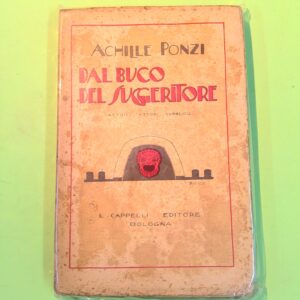 ACHILLE PONZI
DAL BUCO
DEL SUGGERITORE
L. CAPPELLI EDITORE
BOLOGNA